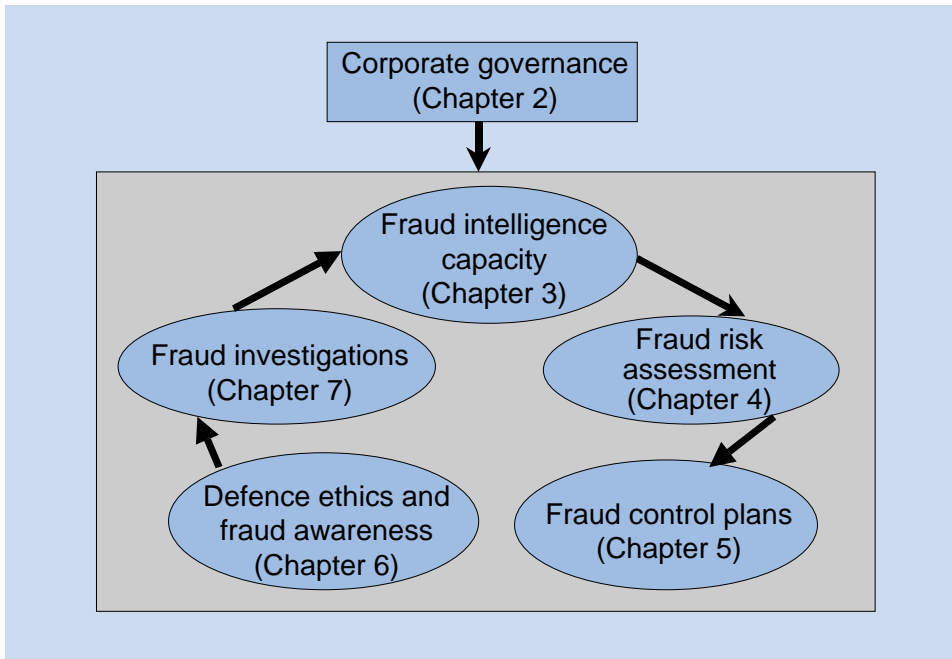 Corporate governance
(Chapter 2)
Fraud intelligence
capacity
(Chapter 3)
Fraud investigations
(Chapter 7)
Fraud risk
assessment
(Chapter 4)
Defence ethics and
fraud awareness
(Chapter 6)
Fraud control plans
(Chapter 5)